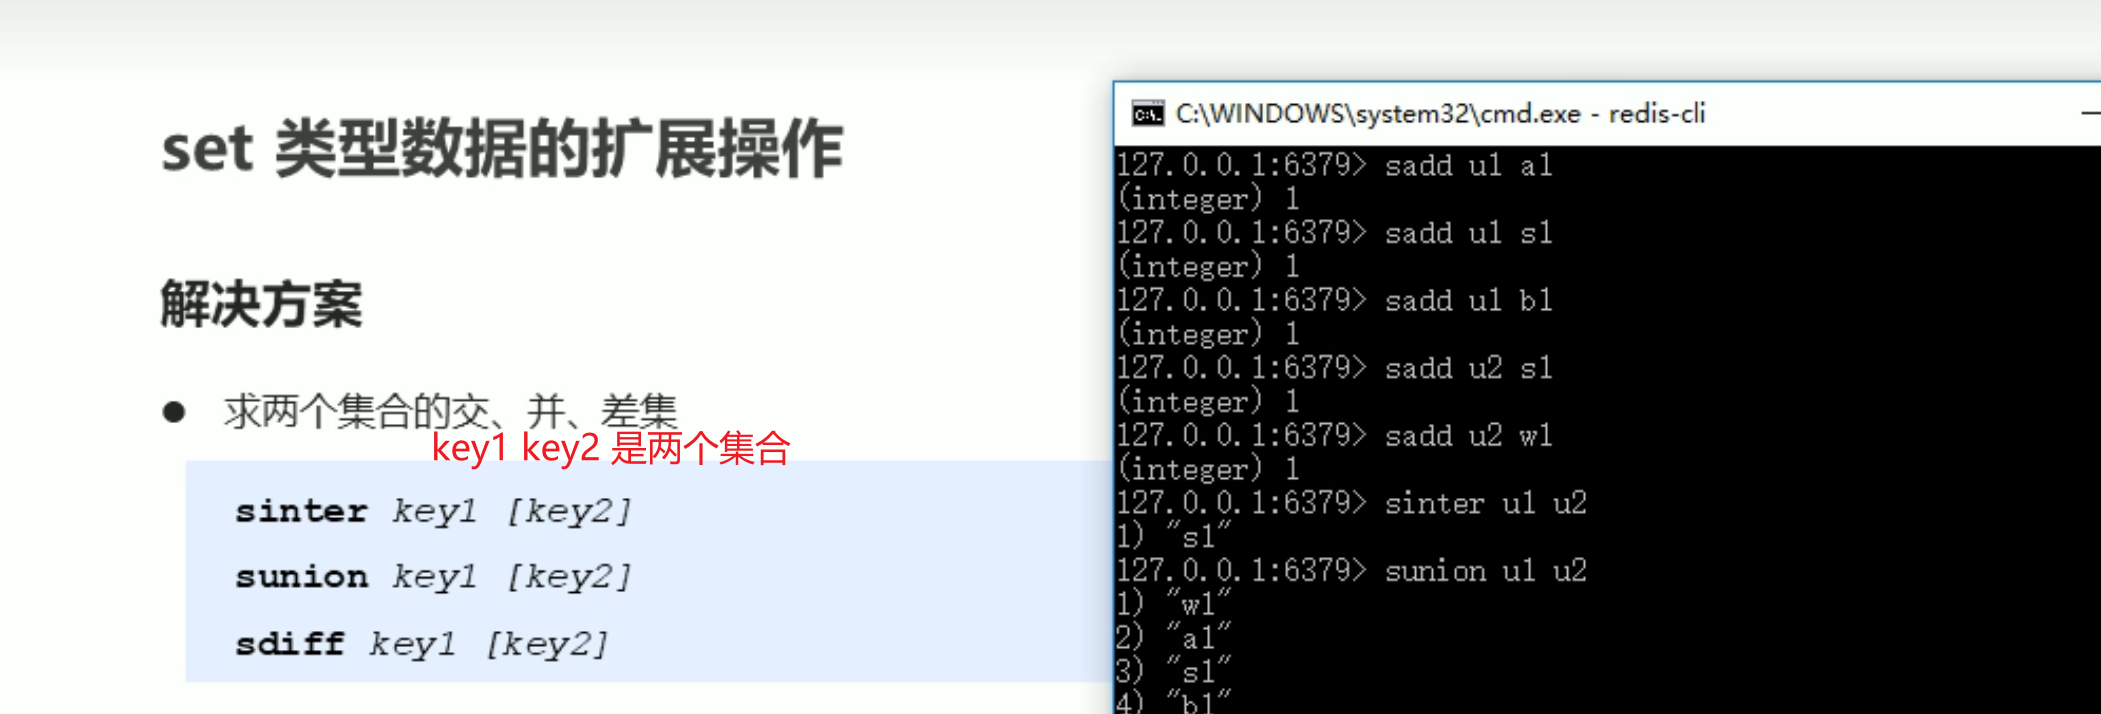 set 类型数据的扩展操作
解决方案
● 求两个集合的交、并、差集
key1 key2 是两个集合
sinter key1 [key2]
sunion key1 [key2]
sdiff key1 [key2]
C:\WINDOWS\system32\cmd.exe - redis-cli
127.0.0.1:6379> sadd u1 a1
(integer) 1
127.0.0.1:6379> sadd u1 s1
(integer) 1
127.0.0.1:6379> sadd u1 b1
(integer) 1
127.0.0.1:6379> sadd u2 s1
(integer) 1
127.0.0.1:6379> sadd u2 w1
(integer) 1
127.0.0.1:6379> sinter u1 u2
1) "s1"
127.0.0.1:6379> sunion u1 u2
1) "w1"
2) "a1"
3) "s1"
4) "b1"